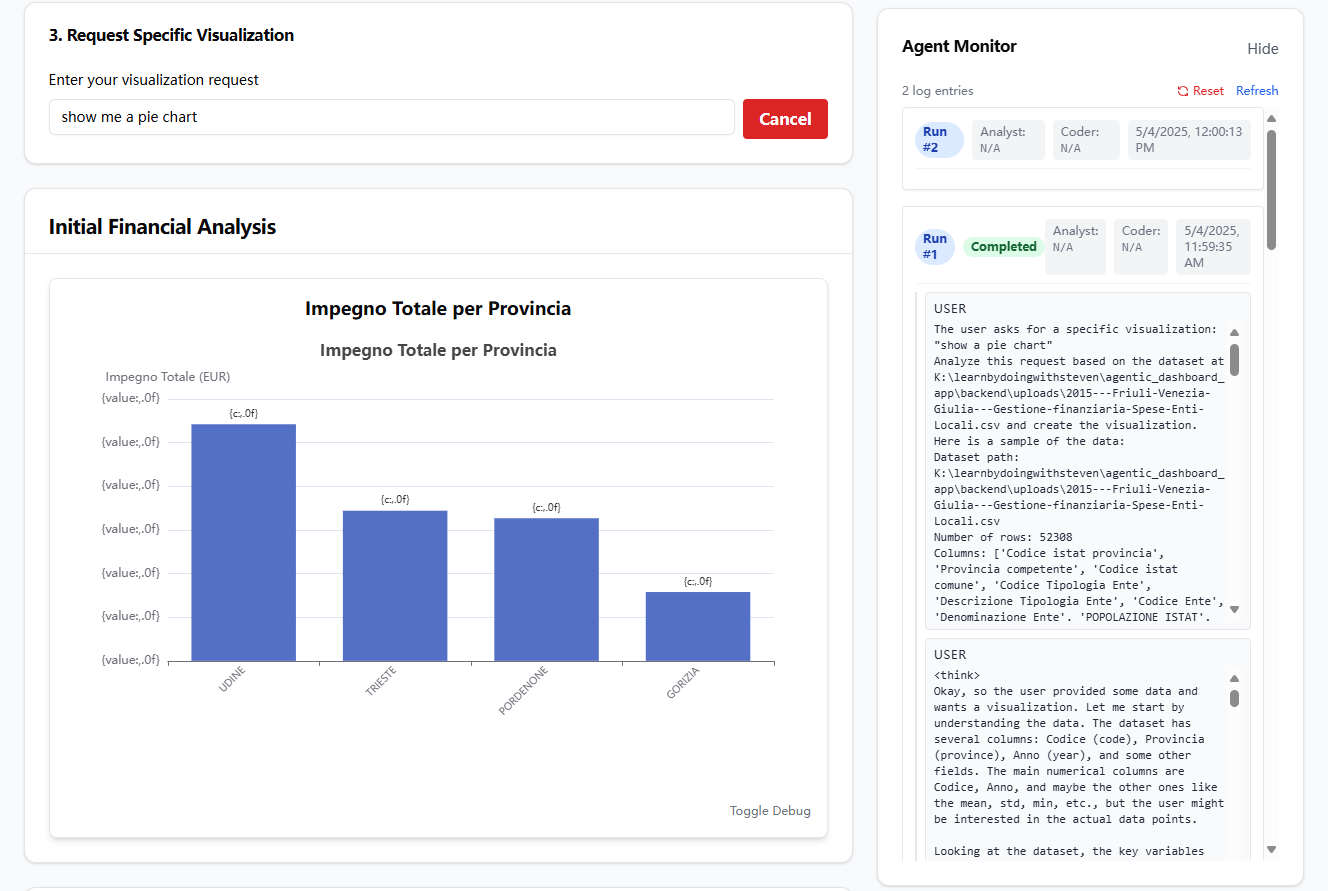 3. Request Specific Visualization
Enter your visualization request
show me a pie chart
Cancel
Initial Financial Analysis
Impegno Totale per Provincia
Impegno Totale per Provincia
Impegno Totale (EUR)
{value:,.0f}
{value:,.0f}
{value:,.0f}
{value:,.0f}
{value:,.0f}
{value:,.0f}
{value:,.0f}
{c:,.0f}
{c:,.0f}
{c:,.0f}
{c:,.0f}
UDINE
TRIESTE
PORDENONE
GORIZIA
Toggle Debug
Agent Monitor
Hide
2 log entries
Reset
Refresh
Run
#2
Analyst:
N/A
Coder:
N/A
5/4/2025, 12:00:13
PM
Run
#1
Completed
Analyst:
N/A
Coder:
N/A
5/4/2025,
11:59:35
AM
USER
The user asks for a specific visualization:
"show a pie chart"
Analyze this request based on the dataset at
K:\learnbydoingwithsteven\agentic_dashboard_
app\backend\uploads\2015---Friuli-Venezia-
Giulia---Gestione-finanziaria-Spese-Enti-
Locali.csv and create the visualization.
Here is a sample of the data:
Dataset path:
K:\learnbydoingwithsteven\agentic_dashboard_
app\backend\uploads\2015---Friuli-Venezia-
Giulia---Gestione-finanziaria-Spese-Enti-
Locali.csv
Number of rows: 52308
Columns: ['Codice istat provincia',
'Provincia competente', 'Codice istat
comune', 'Codice Tipologia Ente',
'Descrizione Tipologia Ente', 'Codice Ente',
'Denominazione Ente', 'POPOLAZIONE ISTAT',
USER
<think>
Okay, so the user provided some data and
wants a visualization. Let me start by
understanding the data. The dataset has
several columns: Codice (code), Provincia
(province), Anno (year), and some other
fields. The main numerical columns are
Codice, Anno, and maybe the other ones like
the mean, std, min, etc., but the user might
be interested in the actual data points.
Looking at the dataset, the key variables